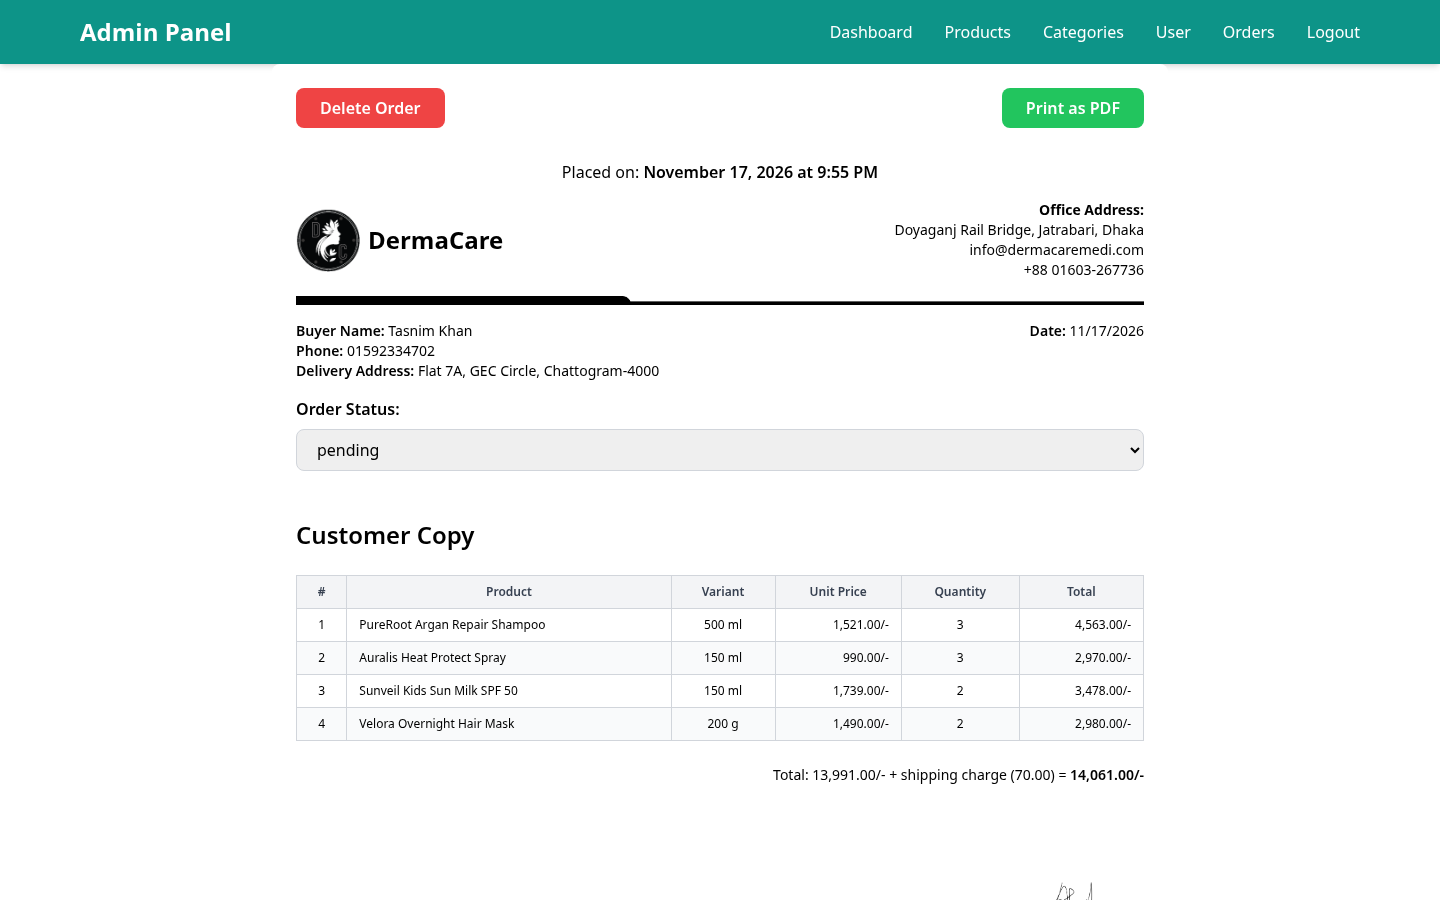 Admin Panel
Dashboard Products Categories User Orders Logout
Delete Order
Print as PDF
Placed on: November 17, 2026 at 9:55 PM
D C
DermaCare
Office Address:
Doyaganj Rail Bridge, Jatrabari, Dhaka
info@dermacaremedi.com
+88 01603-267736
Buyer Name: Tasnim Khan
Date: 11/17/2026
Phone: 01592334702
Delivery Address: Flat 7A, GEC Circle, Chattogram-4000
Order Status:
pending
Customer Copy
# Product Variant Unit Price Quantity Total
1 PureRoot Argan Repair Shampoo 500 ml 1,521.00/- 3 4,563.00/-
2 Auralis Heat Protect Spray 150 ml 990.00/- 3 2,970.00/-
3 Sunveil Kids Sun Milk SPF 50 150 ml 1,739.00/- 2 3,478.00/-
4 Velora Overnight Hair Mask 200 g 1,490.00/- 2 2,980.00/-
Total: 13,991.00/- + shipping charge (70.00) = 14,061.00/-